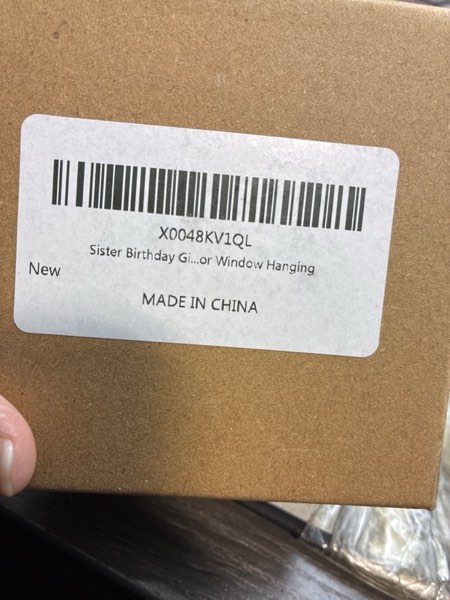 X0048KV1QL
Sister Birthday Gi...or Window Hanging
New
MADE IN CHINA